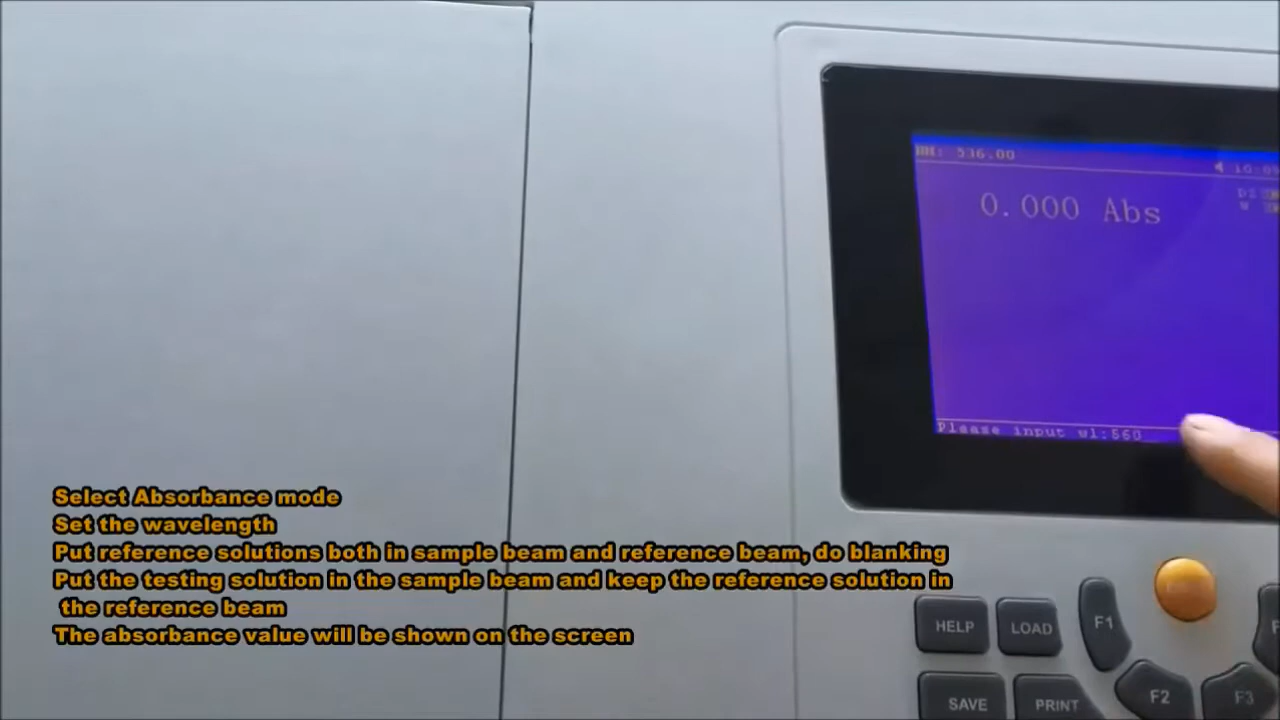 536.00
0.000 Abs
Please input wl:560
Select Absorbance mode
Set the wavelength
Put reference solutions both in sample beam and reference beam, do blanking
Put the testing solution in the sample beam and keep the reference solution in
the reference beam
The absorbance value will be shown on the screen
HELP LOAD F1
SAVE PRINT F2 F3